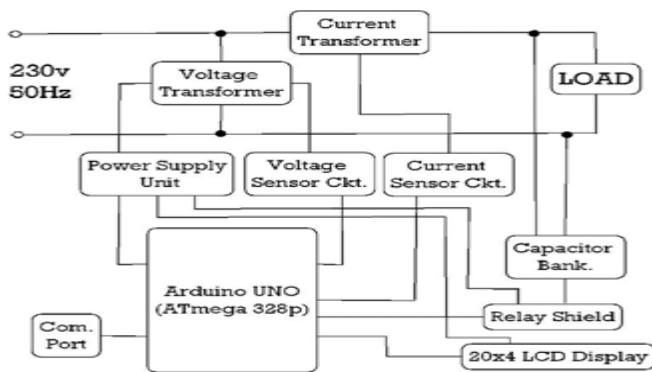 Current
Transformer
230v
50Hz
Voltage
Transformer
LOAD
Power Supply
Unit
Voltage
Sensor Ckt.
Current
Sensor Ckt.
Capacitor
Bank.
Arduino UNO
(ATmega 328p)
Relay Shield
Com.
Port
20x4 LCD Display